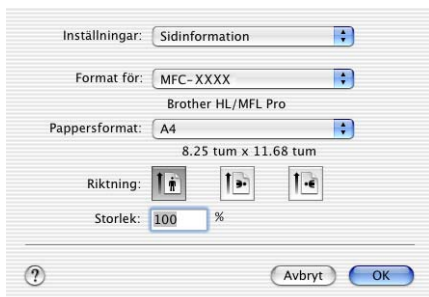 Inställningar: Sidinformation
Format för: MFC-XXXX
Brother HL/MFL Pro
Pappersformat: A4
8.25 tum x 11.68 tum
Riktning:
Storlek: 100 %
? Avbryt OK